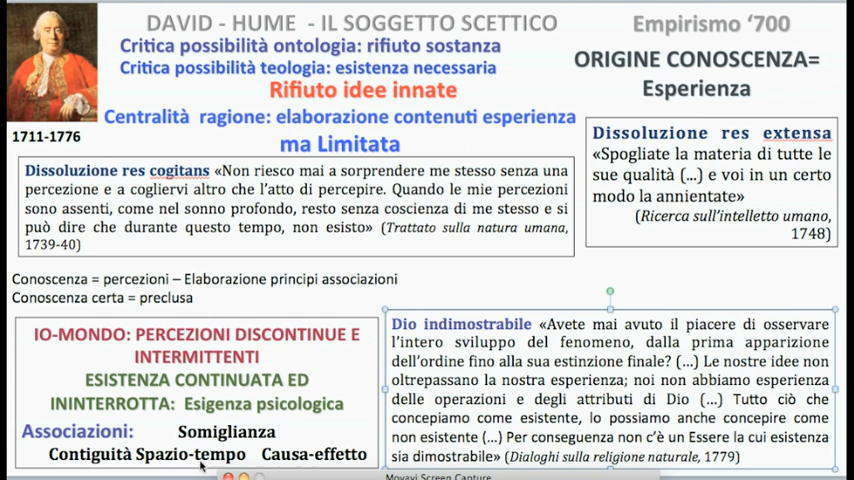 DAVID - HUME - IL SOGGETTO SCETTICO
Critica possibilità ontologia: rifiuto sostanza
Critica possibilità teologia: esistenza necessaria
Rifiuto idee innate
Centralità ragione: elaborazione contenuti esperienza
ma Limitata
Empirismo ‘700
ORIGINE CONOSCENZA=
Esperienza
1711-1776
Dissoluzione res cogitans «Non riesco mai a sorprendere me stesso senza una
percezione e a cogliervi altro che l’atto di percepire. Quando le mie percezioni
sono assenti, come nel sonno profondo, resto senza coscienza di me stesso e si
può dire che durante questo tempo, non esisto» (Trattato sulla natura umana,
1739-40)
Dissoluzione res extensa
«Spogliate la materia di tutte le
sue qualità (...) e voi in un certo
modo la annientate»
(Ricerca sull’intelletto umano,
1748)
Conoscenza = percezioni – Elaborazione principi associazioni
Conoscenza certa = preclusa
IO-MONDO: PERCEZIONI DISCONTINUE E
INTERMITTENTI
ESISTENZA CONTINUATA ED
ININTERROTTA: Esigenza psicologica
Associazioni: Somiglianza
Contiguità Spazio-tempo Causa-effetto
Dio indimostrabile «Avete mai avuto il piacere di osservare
l’intero sviluppo del fenomeno, dalla prima apparizione
dell’ordine fino alla sua estinzione finale? (...) Le nostre idee non
oltrepassano la nostra esperienza; noi non abbiamo esperienza
delle operazioni e degli attributi di Dio (...) Tutto ciò che
concepiamo come esistente, lo possiamo anche concepire come
non esistente (...) Per conseguenza non c’è un Essere la cui esistenza
sia dimostrabile» (Dialoghi sulla religione naturale, 1779)
Movavi Screen Capture